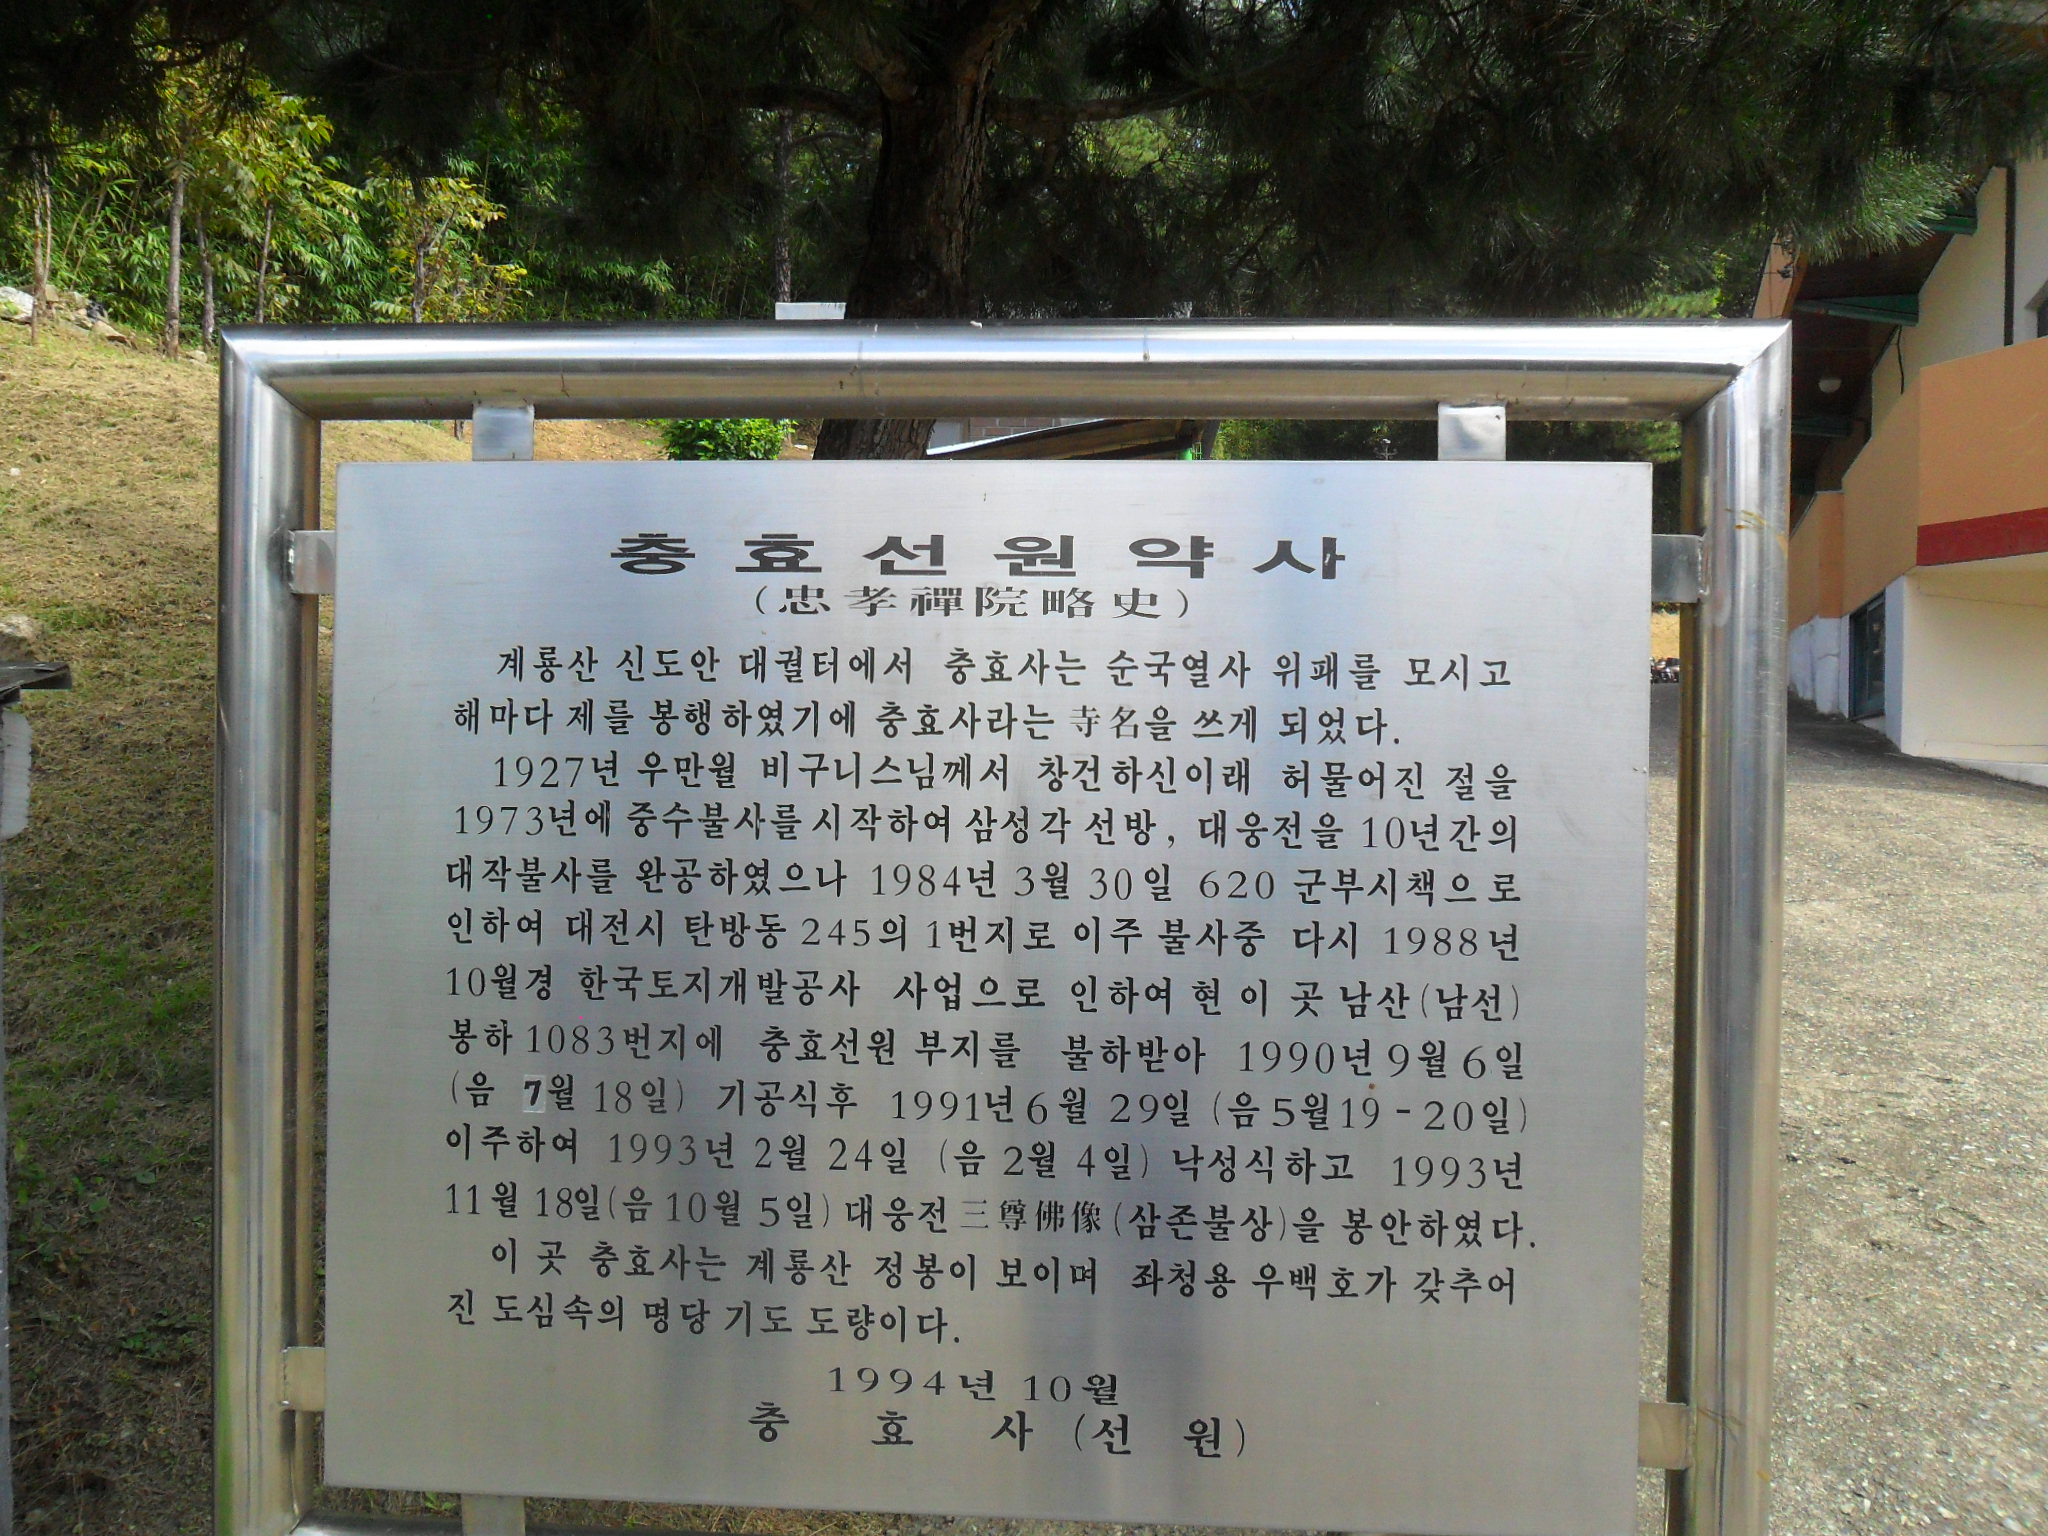 충효선원약사
(忠孝禪院略史)
계룡산 신도안 대궐터에서 충효사는 순국열사 위패를 모시고
해마다 제를 봉행하였기에 충효사라는 寺名을 쓰게 되었다.
1927년 우만월 비구니스님께서 창건하신이래 허물어진 절을
1973년에 중수불사를 시작하여 삼성각 선방, 대웅전을 10년간의
대작불사를 완공하였으나 1984년 3월 30일 620 군부시책으로
인하여 대전시 탄방동 245의 1번지로 이주 불사중 다시 1988년
10월경 한국토지개발공사 사업으로 인하여 현 이 곳 남산(남선)
봉하 1083번지에 충효선원 부지를 불하받아 1990년 9월 6일
(음 7월 18일) 기공식후 1991년 6월 29일 (음 5월 19 - 20일)
이주하여 1993년 2월 24일 (음 2월 4일) 낙성식하고 1993년
11월 18일(음 10월 5일) 대웅전 三尊佛像(삼존불상)을 봉안하였다.
이 곳 충효사는 계룡산 정봉이 보이며 좌청용 우백호가 갖추어
진 도심속의 명당 기도 도량이다.
1994년 10월
충 효 사 (선 원)